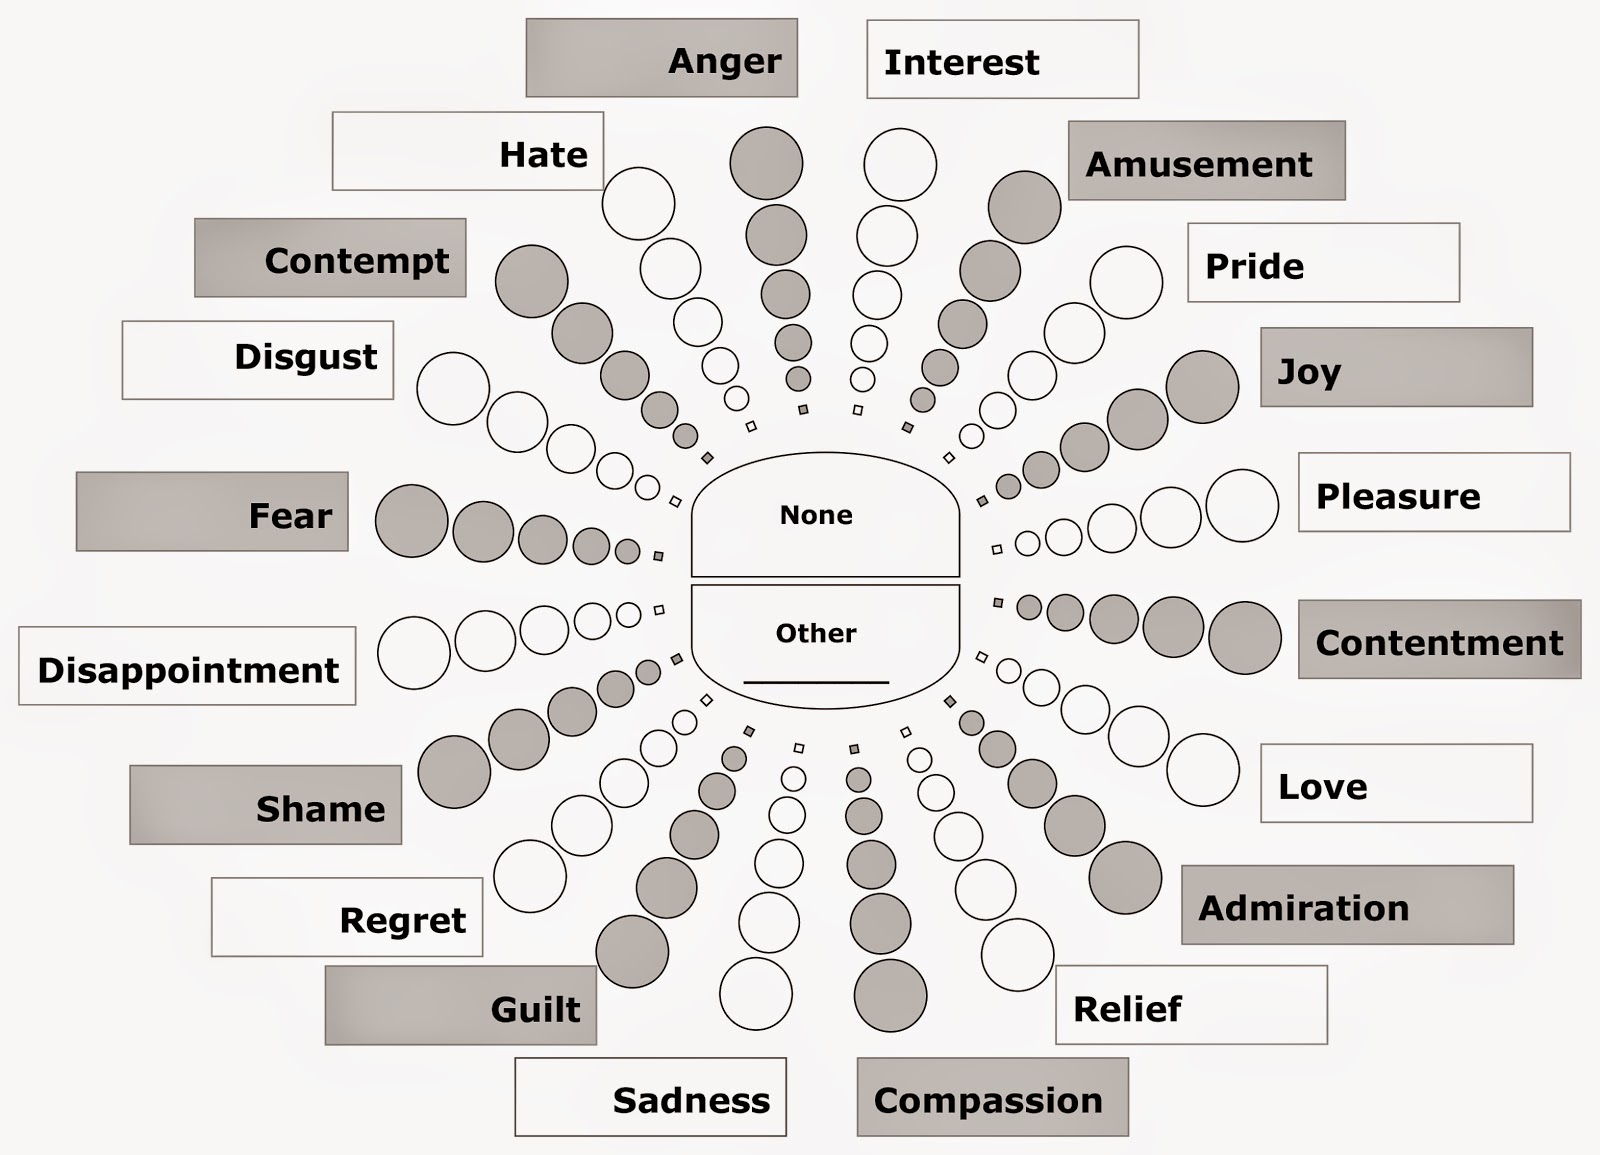 Anger
Interest
Hate
Amusement
Contempt
Pride
Disgust
Joy
Fear
Pleasure
None
Other
Disappointment
Contentment
Shame
Love
Regret
Admiration
Guilt
Relief
Sadness
Compassion